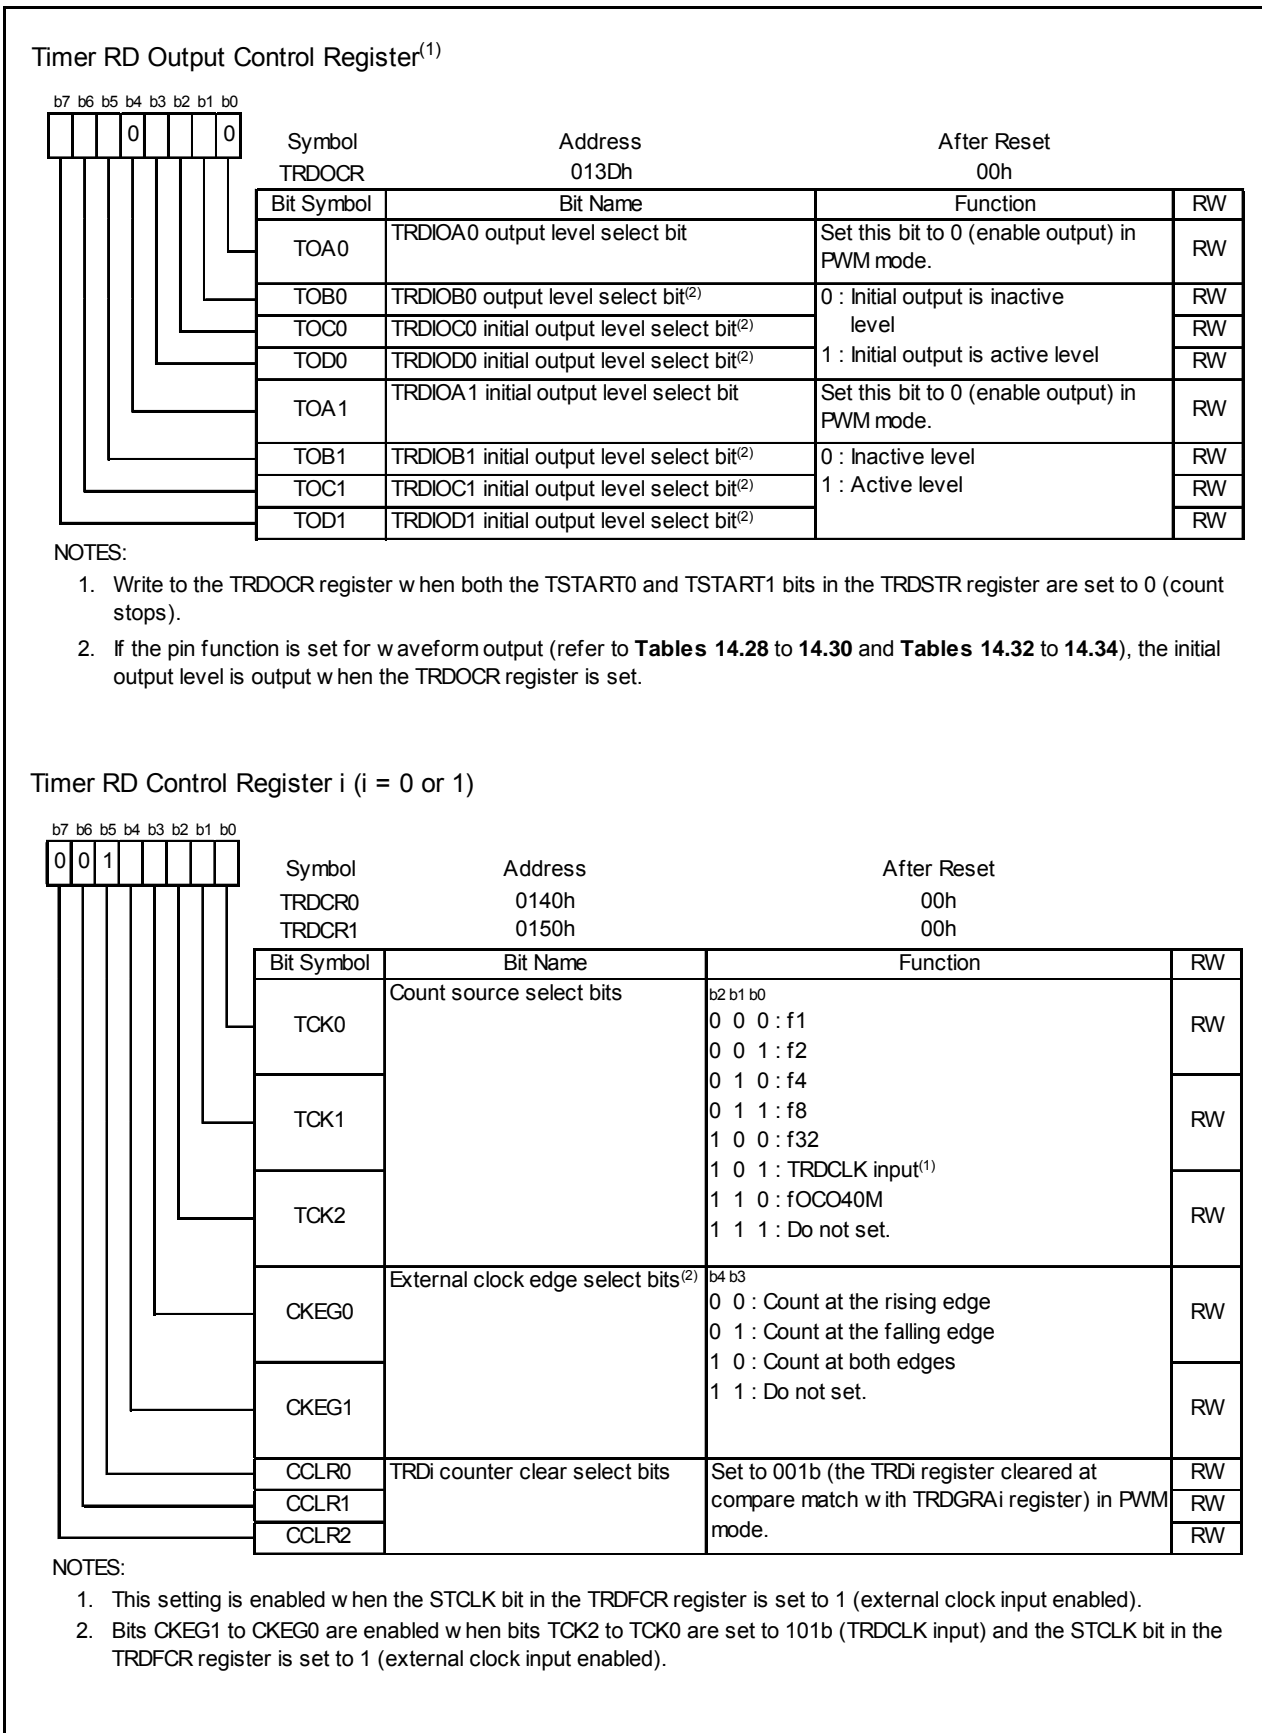 Timer RD Output Control Register(1)
b7 b6 b5 b4 b3 b2 b1 b0
0 0
Symbol Address After Reset
TRDOCR 013Dh 00h
Bit Symbol Bit Name Function RW
TOA0 TRDIOA0 output level select bit Set this bit to 0 (enable output) in PWM mode. RW
TOB0 TRDIOB0 output level select bit(2) 0 : Initial output is inactive level RW
TOC0 TRDIOC0 initial output level select bit(2) RW
TOD0 TRDIOD0 initial output level select bit(2) 1 : Initial output is active level RW
TOA1 TRDIOA1 initial output level select bit Set this bit to 0 (enable output) in PWM mode. RW
TOB1 TRDIOB1 initial output level select bit(2) 0 : Inactive level RW
TOC1 TRDIOC1 initial output level select bit(2) 1 : Active level RW
TOD1 TRDIOD1 initial output level select bit(2) RW
NOTES:
1. Write to the TRDOCR register when both the TSTART0 and TSTART1 bits in the TRDSTR register are set to 0 (count
stops).
2. If the pin function is set for waveform output (refer to Tables 14.28 to 14.30 and Tables 14.32 to 14.34), the initial
output level is output when the TRDOCR register is set.
Timer RD Control Register i (i = 0 or 1)
b7 b6 b5 b4 b3 b2 b1 b0
0 0 1
Symbol Address After Reset
TRDCR0 0140h 00h
TRDCR1 0150h 00h
Bit Symbol Bit Name Function RW
TCK0 Count source select bits b2 b1 b0 RW
0 0 0 : f1
0 0 1 : f2
0 1 0 : f4
TCK1 0 1 1 : f8 RW
1 0 0 : f32
1 0 1 : TRDCLK input(1)
TCK2 1 1 0 : fOCO40M RW
1 1 1 : Do not set.
External clock edge select bits(2) b4 b3
CKEG0 0 0 : Count at the rising edge RW
0 1 : Count at the falling edge
1 0 : Count at both edges
CKEG1 1 1 : Do not set. RW
CCLR0 TRDi counter clear select bits Set to 001b (the TRDi register cleared at RW
CCLR1 compare match with TRDGRAi register) in PWM RW
CCLR2 mode. RW
NOTES:
1. This setting is enabled when the STCLK bit in the TRDFCR register is set to 1 (external clock input enabled).
2. Bits CKEG1 to CKEG0 are enabled when bits TCK2 to TCK0 are set to 101b (TRDCLK input) and the STCLK bit in the
TRDFCR register is set to 1 (external clock input enabled).